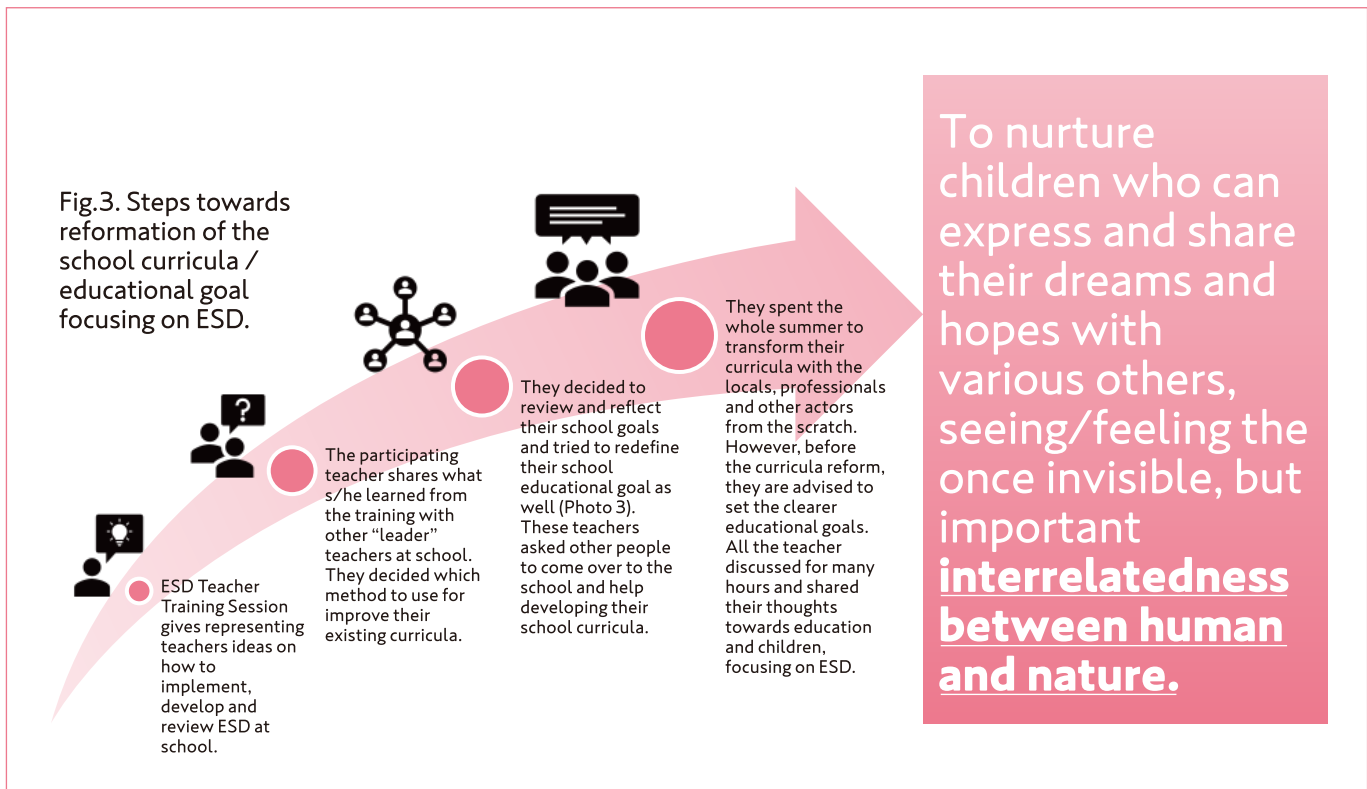 Fig.3. Steps towards
reformation of the
school curricula /
educational goal
focusing on ESD.
?
ESD Teacher
Training Session
gives representing
teachers ideas on
how to
implement,
develop and
review ESD at
school.
The participating
teacher shares what
s/he learned from
the training with
other “leader”
teachers at school.
They decided which
method to use for
improve their
existing curricula.
They decided to
review and reflect
their school goals
and tried to redefine
their school
educational goal as
well (Photo 3).
These teachers
asked other people
to come over to the
school and help
developing their
school curricula.
They spent the
whole summer to
transform their
curricula with the
locals, professionals
and other actors
from the scratch.
However, before
the curricula reform,
they are advised to
set the clearer
educational goals.
All the teacher
discussed for many
hours and shared
their thoughts
towards education
and children,
focusing on ESD.
To nurture
children who can
express and share
their dreams and
hopes with
various others,
seeing/feeling the
once invisible, but
important
interrelatedness
between human
and nature.